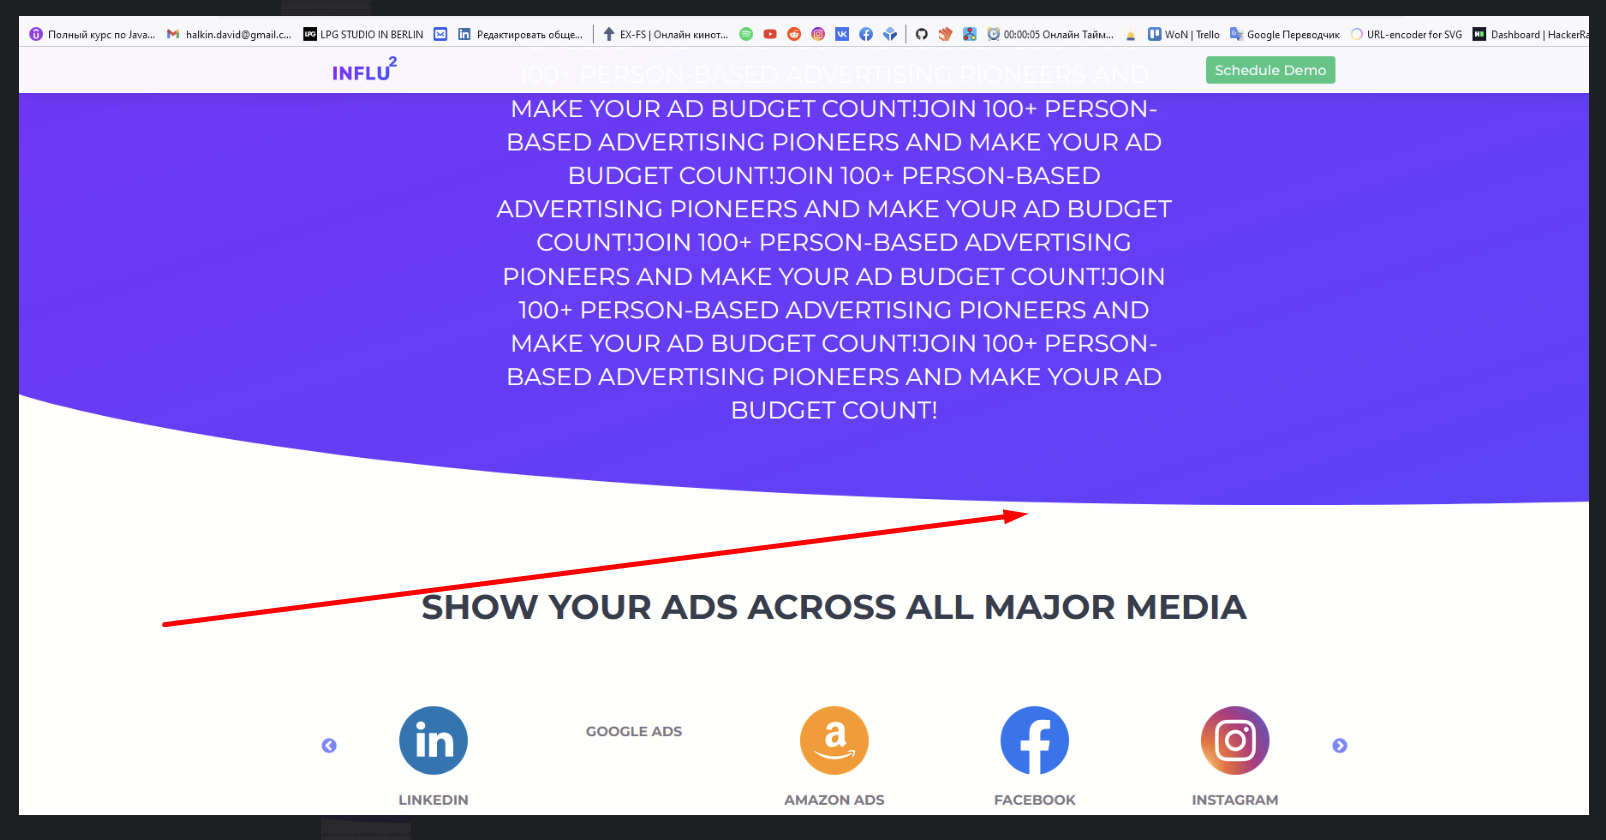 Полный курс по Java... halkin.david@gmail.c... LPG LPG STUDIO IN BERLIN Редактировать обще... EX-FS | Онлайн кинот... 00:00:05 Онлайн Тайм... WoN | Trello Google Переводчик URL-encoder for SVG Dashboard | HackerRa
INFLU2
Schedule Demo
100+ PERSON-BASED ADVERTISING PIONEERS AND
MAKE YOUR AD BUDGET COUNT!JOIN 100+ PERSON-
BASED ADVERTISING PIONEERS AND MAKE YOUR AD
BUDGET COUNT!JOIN 100+ PERSON-BASED
ADVERTISING PIONEERS AND MAKE YOUR AD BUDGET
COUNT!JOIN 100+ PERSON-BASED ADVERTISING
PIONEERS AND MAKE YOUR AD BUDGET COUNT!JOIN
100+ PERSON-BASED ADVERTISING PIONEERS AND
MAKE YOUR AD BUDGET COUNT!JOIN 100+ PERSON-
BASED ADVERTISING PIONEERS AND MAKE YOUR AD
BUDGET COUNT!
SHOW YOUR ADS ACROSS ALL MAJOR MEDIA
in
GOOGLE ADS
LINKEDIN
AMAZON ADS
FACEBOOK
INSTAGRAM